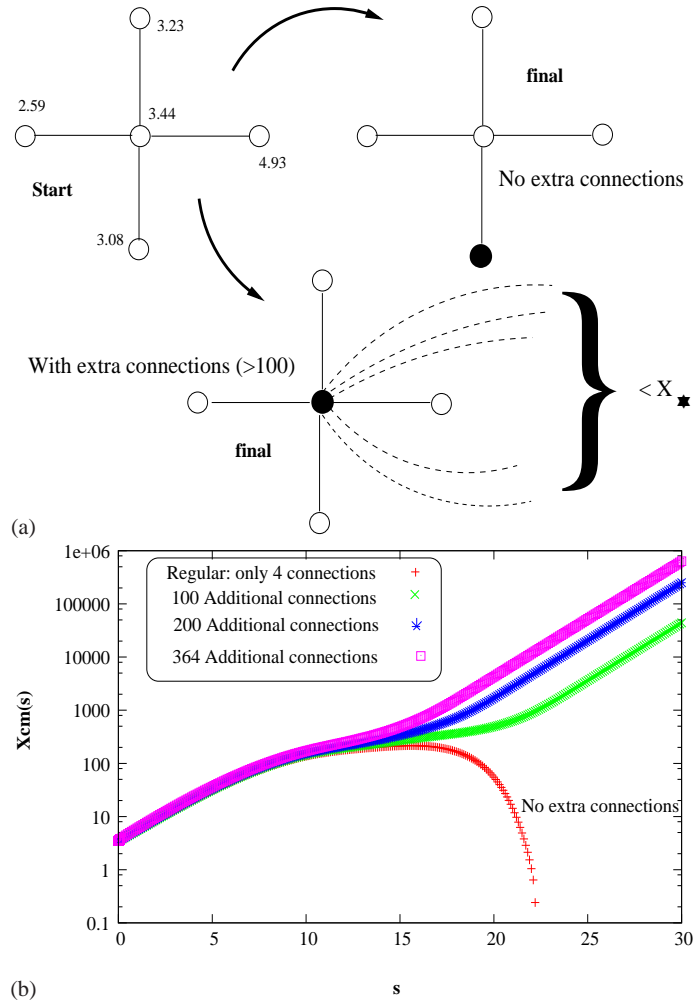 3.23
final
2.59
3.44
4.93
Start
No extra connections
3.08
With extra connections (>100)
< X
final
(a)
1e+06
100000
10000
1000
100
10
1
0.1
Xcm(s)
Regular: only 4 connections
100 Additional connections
200 Additional connections
364 Additional connections
No extra connections
0 5 10 15 20 25 30
s
(b)